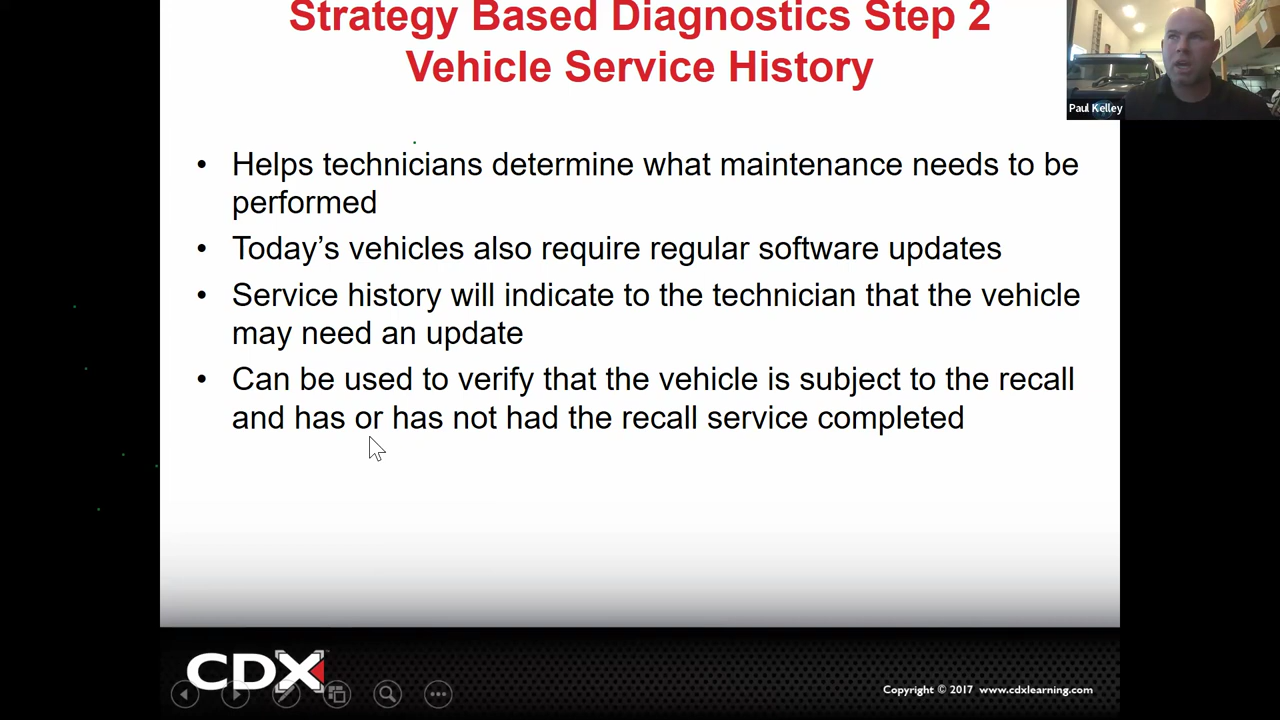 Strategy Based Diagnostics Step 2
Vehicle Service History
Paul Kelley
• Helps technicians determine what maintenance needs to be
performed
• Today’s vehicles also require regular software updates
• Service history will indicate to the technician that the vehicle
may need an update
• Can be used to verify that the vehicle is subject to the recall
and has or has not had the recall service completed
CDX
Copyright © 2017 www.cdxlearning.com